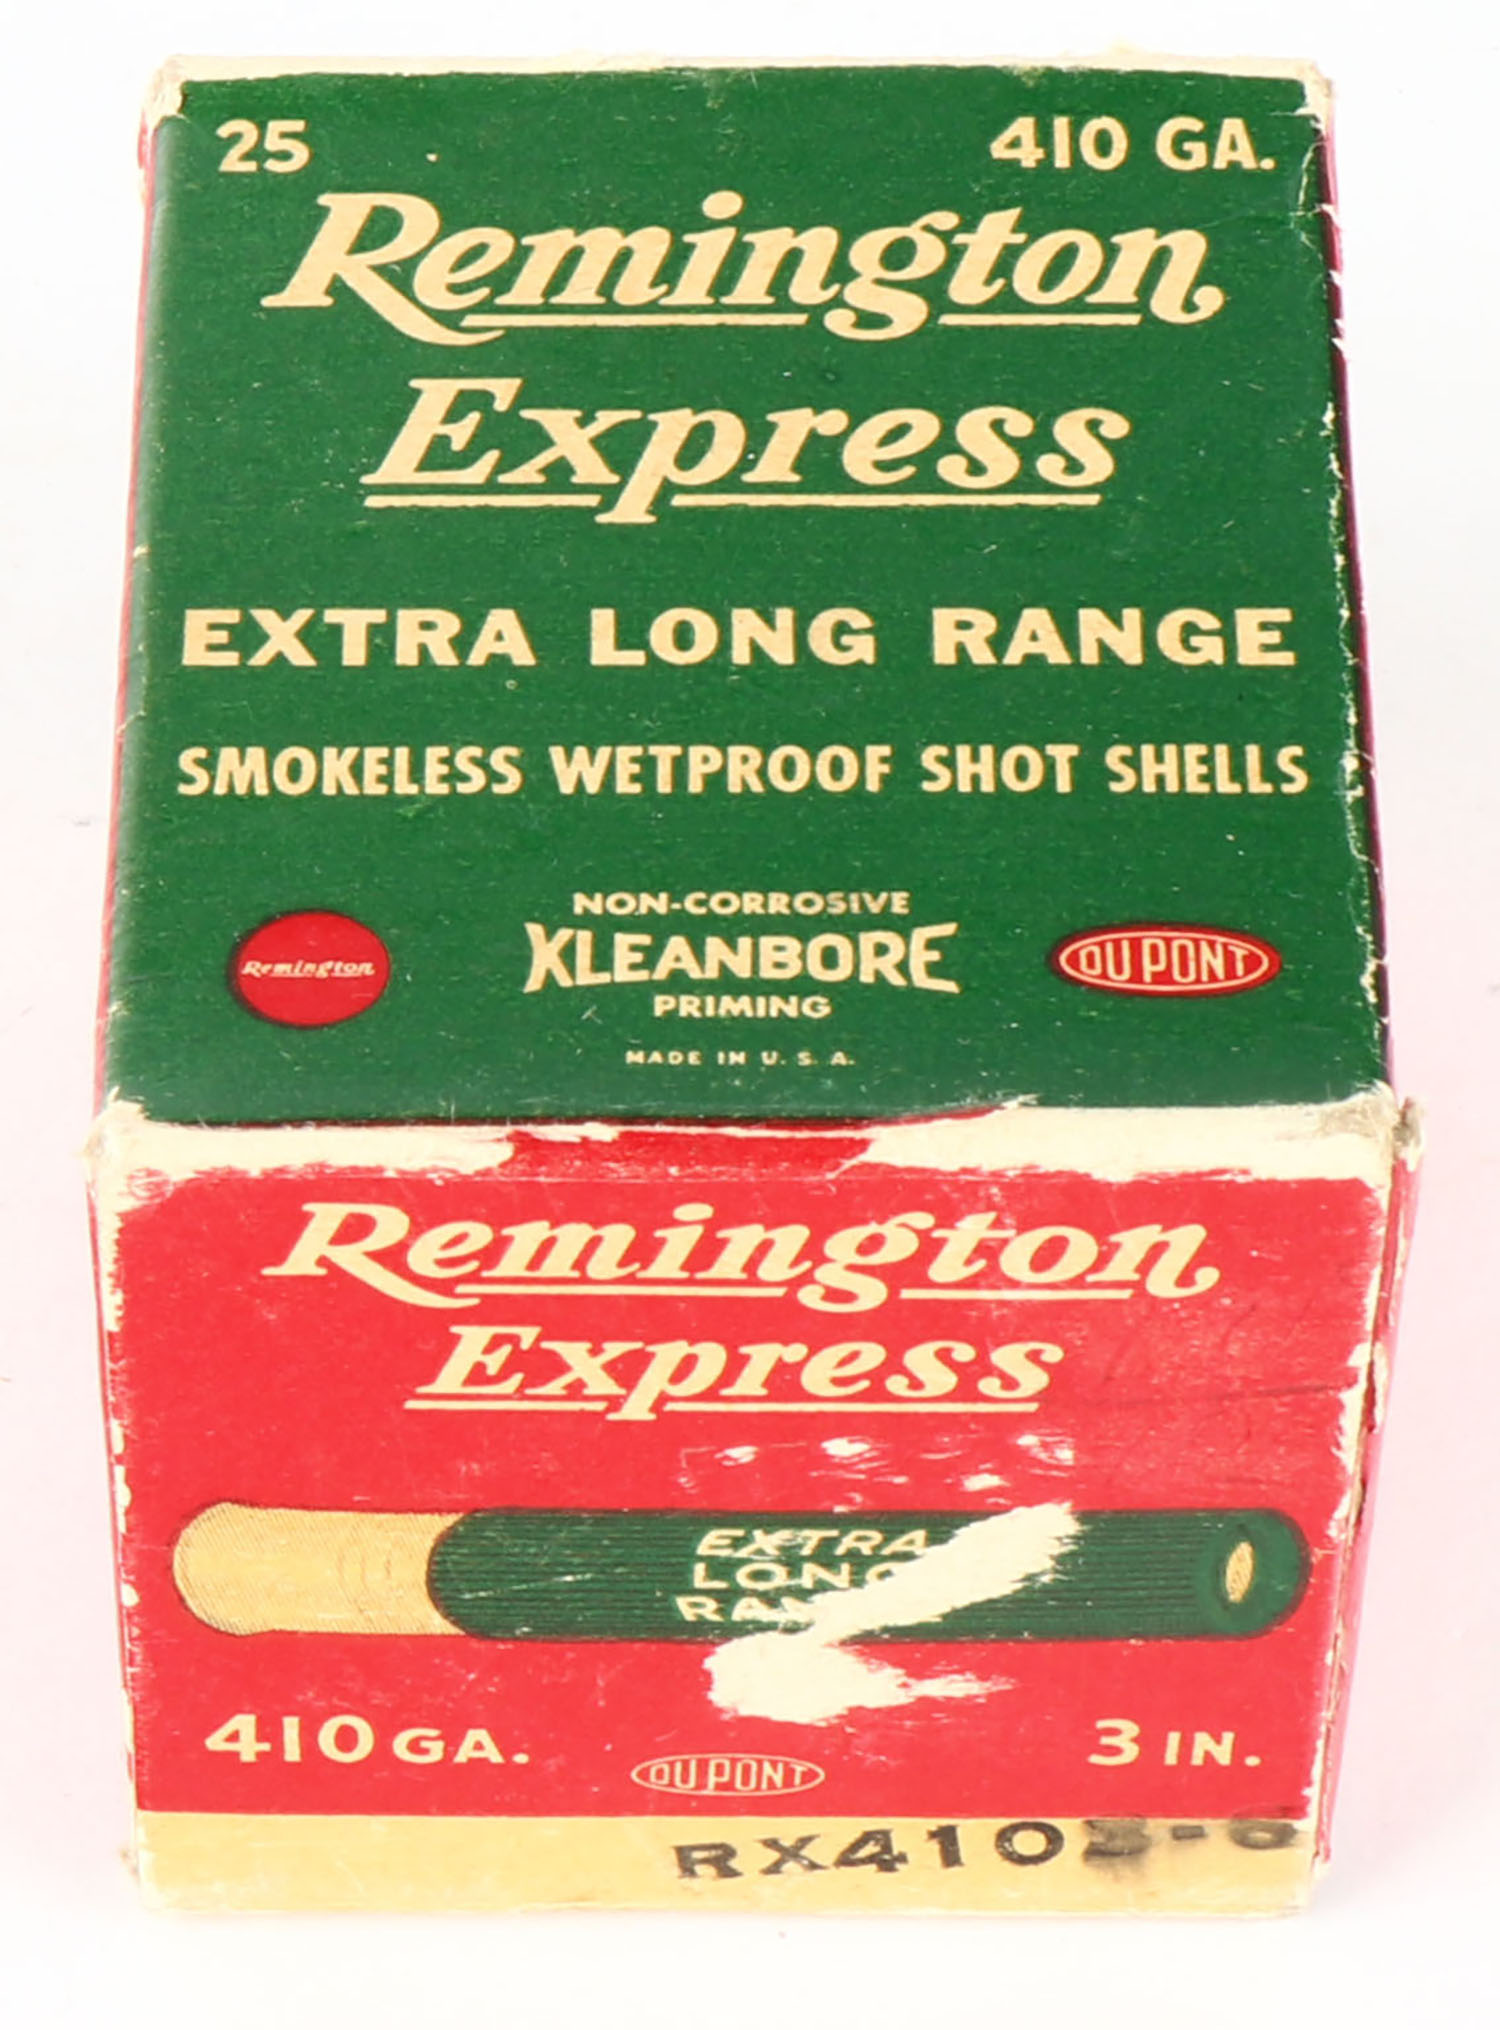 25 410 GA.
Remington
Express
EXTRA LONG RANGE
SMOKELESS WETPROOF SHOT SHELLS
NON-CORROSIVE
KLEANBORE
PRIMING
MADE IN U. S. A.
Remington
DU PONT
Remington
Express
EXTRA
LONG
410 GA. 3 IN.
DU PONT